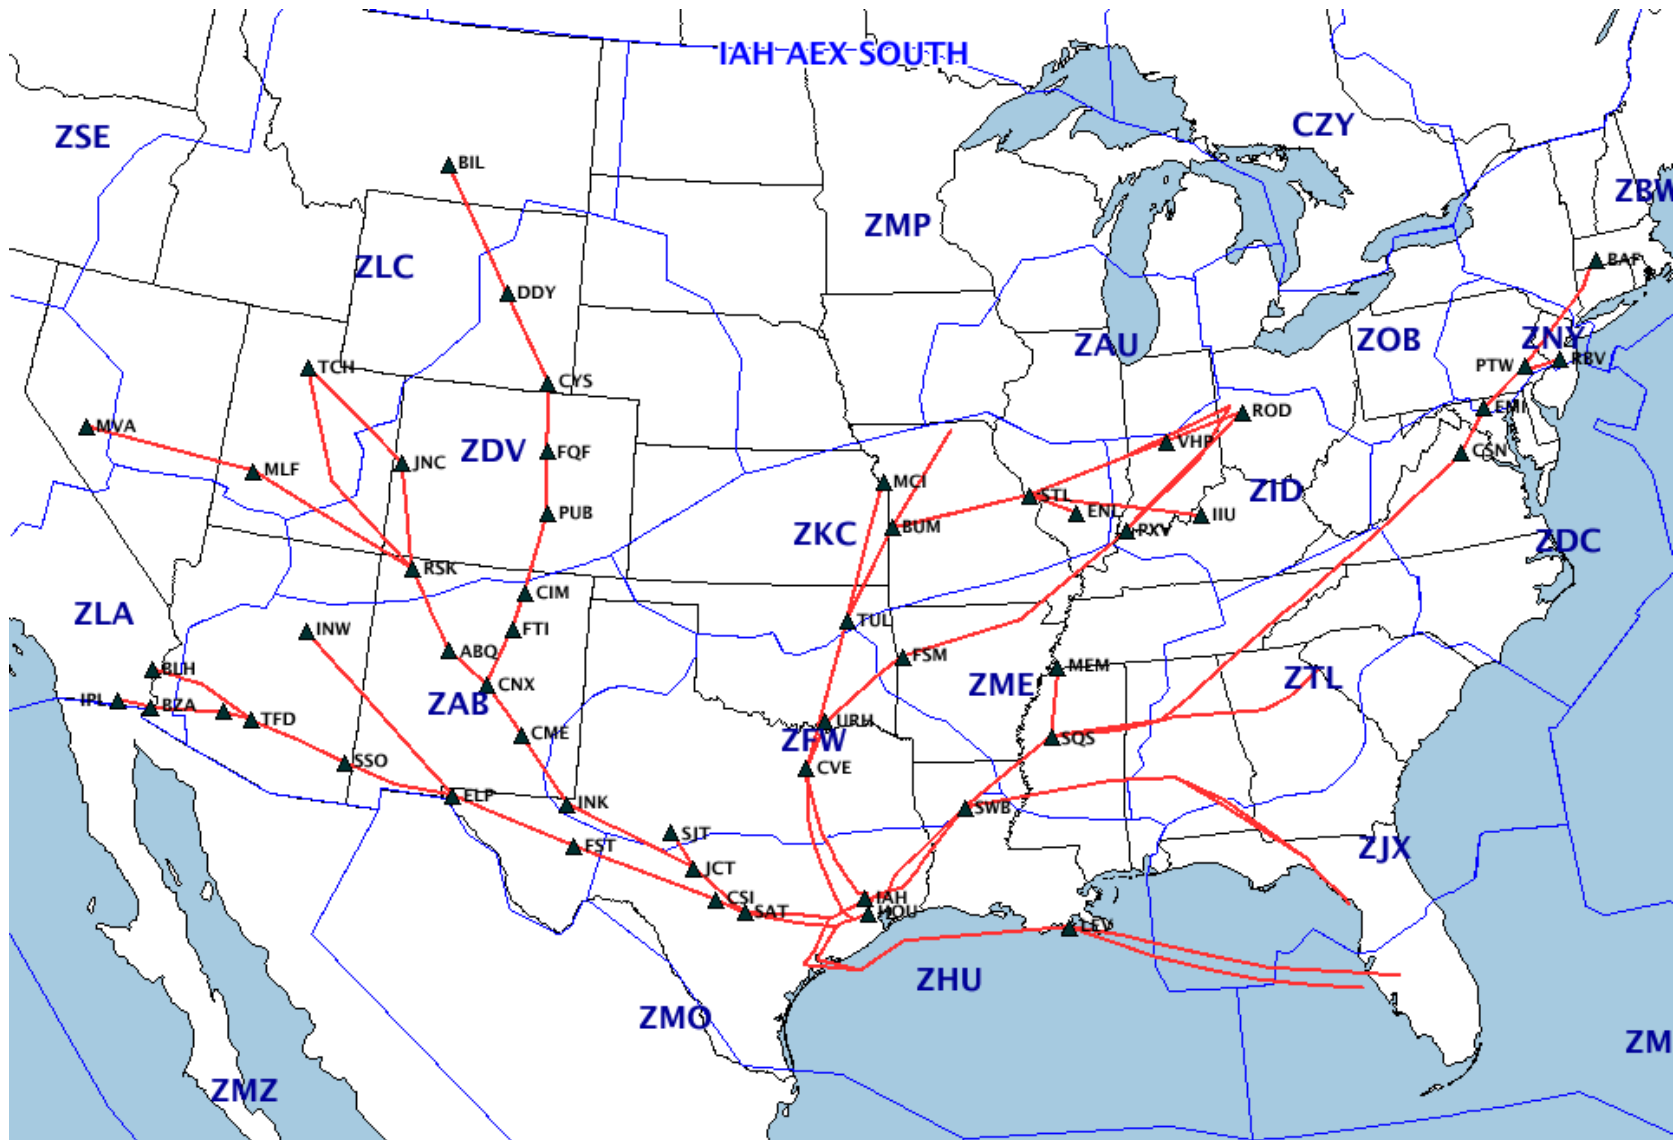 IAH AEX SOUTH
CZY
ZSE
BIL
ZBW
ZMP
BAF
ZLC
DDY
ZNY
ZOB
ZAU
RBV
PTW
TCH
CYS
EMI
ROD
MVA
VHP
ZDV
FQF
CSN
JNC
MLF
MCI
ZID
STL
PUB
ENL
IIU
BUM
ZKC
PXV
ZDC
RSK
CIM
ZLA
TUL
INW
FTI
ABQ
FSM
MEM
BLH
ZTL
CNX
ZME
IPL
BZA
ZAB
TFD
URH
CME
ZFW
SQS
SSO
CVE
ELP
INK
SWB
SJT
FST
ZJX
JCT
CSI
IAH
SAT
HOU
LEV
ZHU
ZMO
ZM
ZMZ